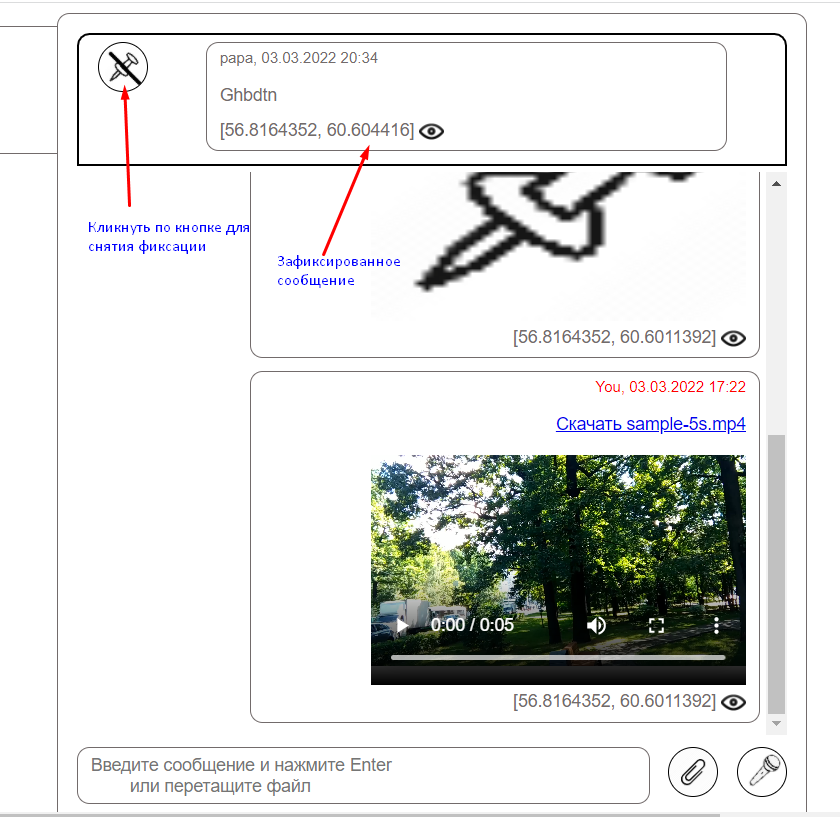 papa, 03.03.2022 20:34
Ghbdtn
[56.8164352, 60.604416]
Кликнуть по кнопке для
снятия фиксации
Зафиксированное
сообщение
[56.8164352, 60.6011392]
You, 03.03.2022 17:22
Скачать sample-5s.mp4
0:00 / 0:05
[56.8164352, 60.6011392]
Введите сообщение и нажмите Enter
или перетащите файл